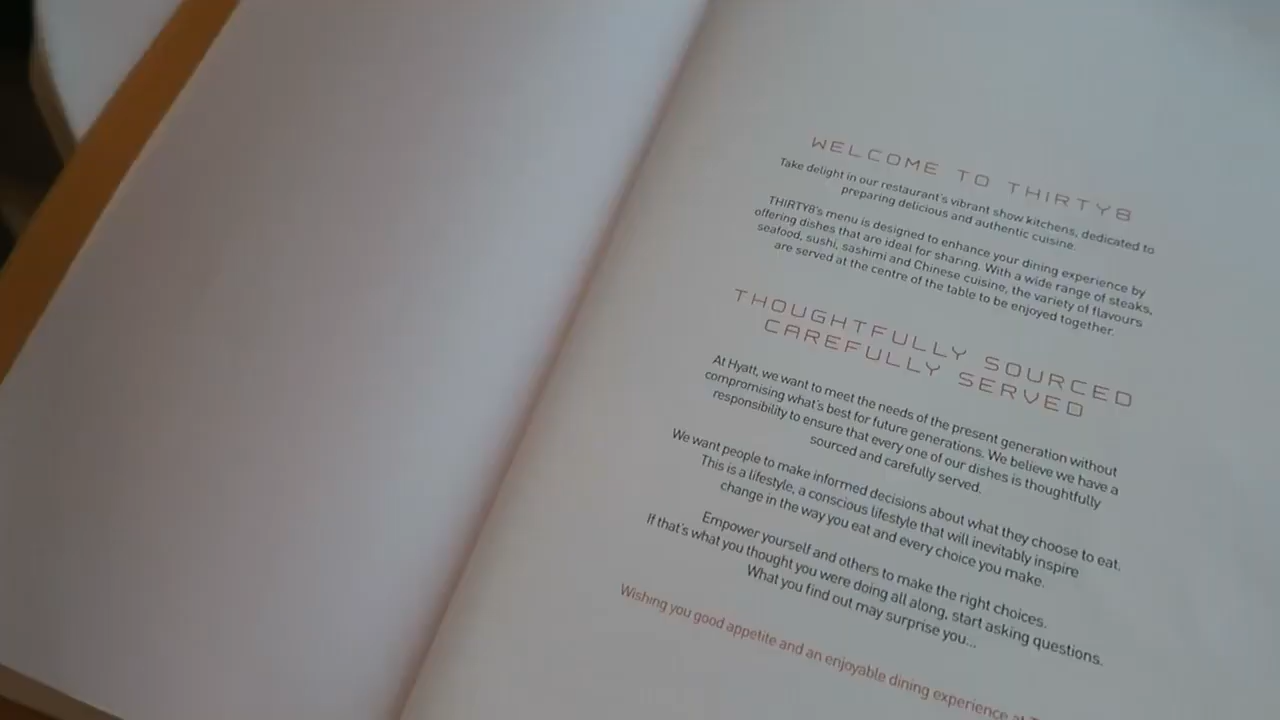 WELCOME TO THIRTY8
Take delight in our restaurant's vibrant show kitchens, dedicated to
preparing delicious and authentic cuisine.
THIRTY8's menu is designed to enhance your dining experience by
offering dishes that are ideal for sharing. With a wide range of steaks,
seafood, sushi, sashimi and Chinese cuisine, the variety of flavours
are served at the centre of the table to be enjoyed together.
THOUGHTFULLY SOURCED
CAREFULLY SERVED
At Hyatt, we want to meet the needs of the present generation without
compromising what's best for future generations. We believe we have a
responsibility to ensure that every one of our dishes is thoughtfully
sourced and carefully served.
We want people to make informed decisions about what they choose to eat.
This is a lifestyle, a conscious lifestyle that will inevitably inspire
change in the way you eat and every choice you make.
Empower yourself and others to make the right choices.
If that's what you thought you were doing all along, start asking questions.
What you find out may surprise you...
Wishing you good appetite and an enjoyable dining experience at